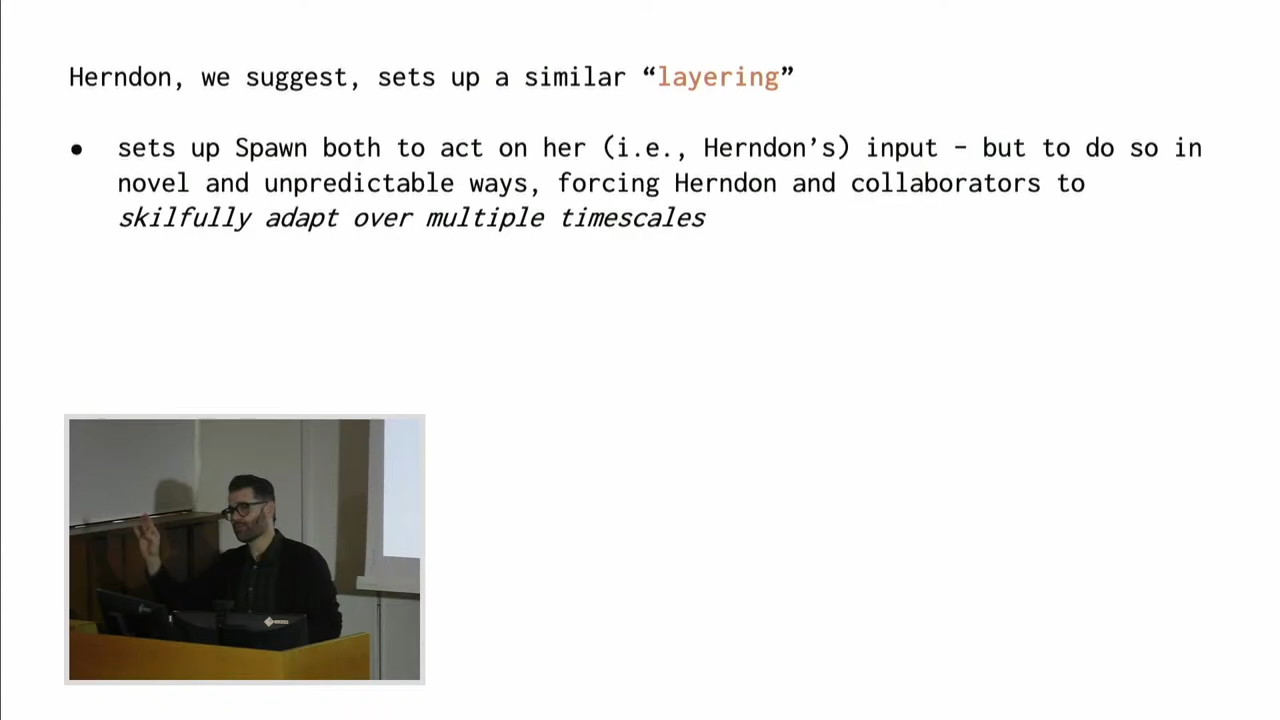 Herndon, we suggest, sets up a similar “layering”
● sets up Spawn both to act on her (i.e., Herndon’s) input – but to do so in
novel and unpredictable ways, forcing Herndon and collaborators to
skilfully adapt over multiple timescales